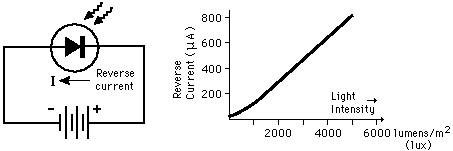 I
Reverse
current
-
+
Reverse
Current (μA)
800
600
400
200
Light
Intensity
2000 4000 6000 lumens/m²
(lux)